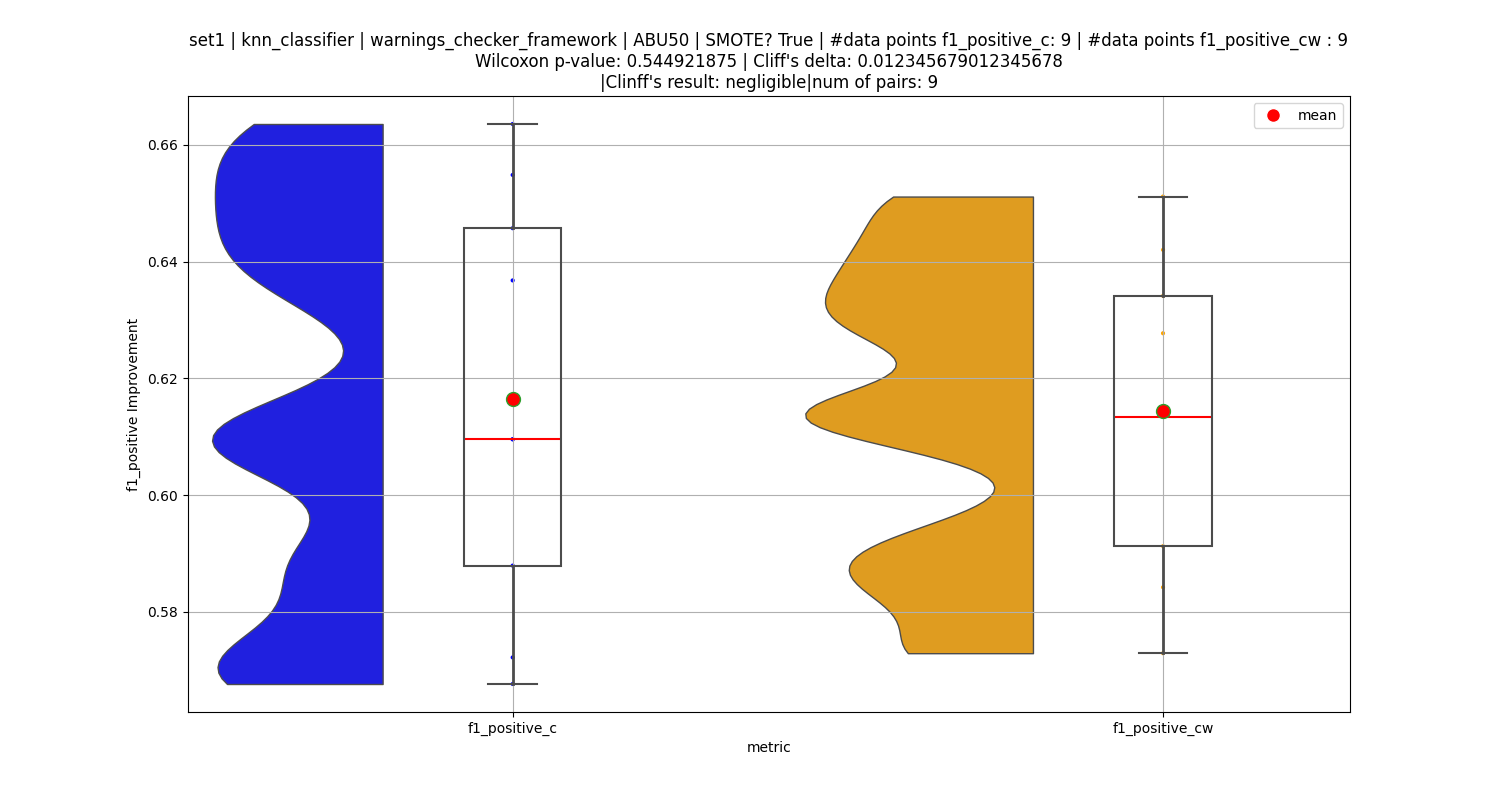 set1 | knn_classifier | warnings_checker_framework | ABU50 | SMOTE? True | #data points f1_positive_c: 9 | #data points f1_positive_cw : 9
Wilcoxon p-value: 0.544921875 | Cliff's delta: 0.012345679012345678
|Clinff's result: negligible|num of pairs: 9
mean
0.66
0.64
0.62
0.60
0.58
f1_positive Improvement
f1_positive_c
f1_positive_cw
metric